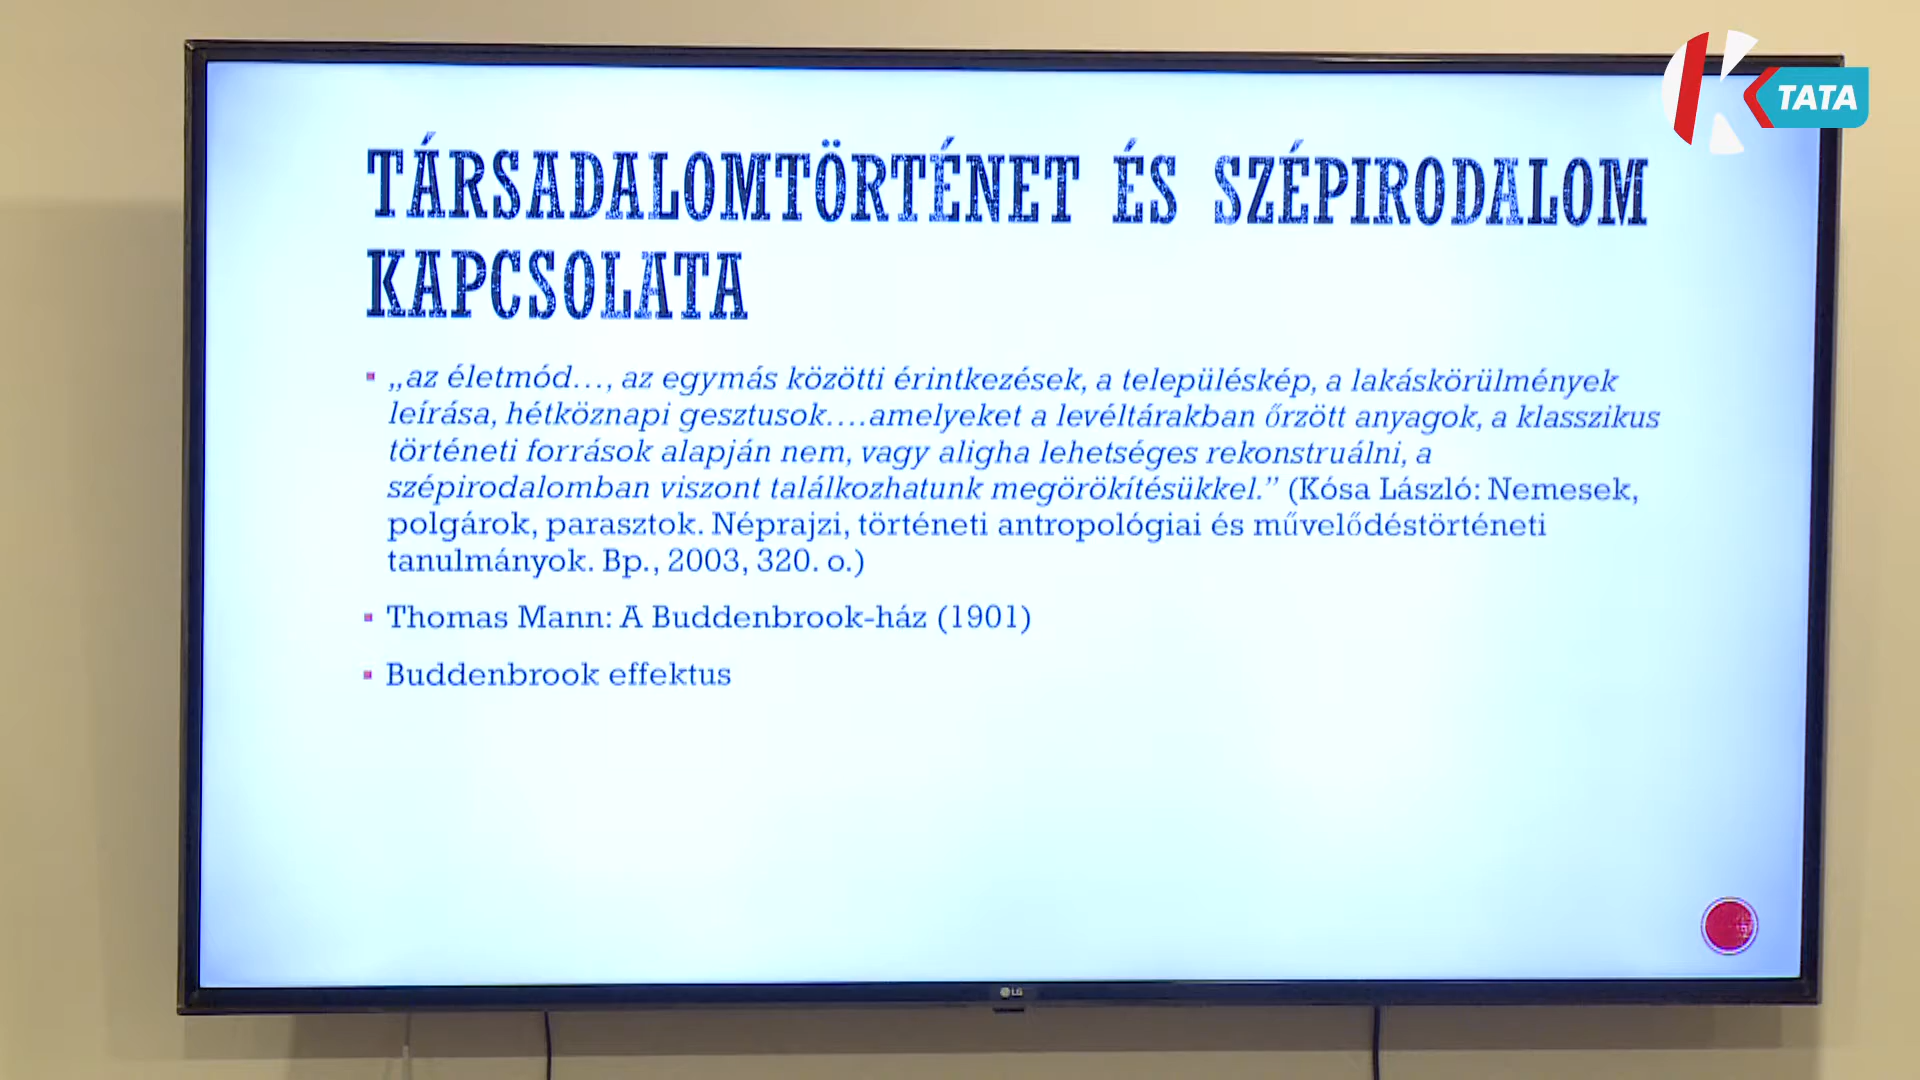 TÁRSADALOMTÖRTÉNET ÉS SZÉPIRODALOM
KAPCSOLATA
„az életmód…, az egymás közötti érintkezések, a településkép, a lakáskörülmények
leírása, hétköznapi gesztusok….amelyeket a levéltárakban őrzött anyagok, a klasszikus
történeti források alapján nem, vagy aligha lehetséges rekonstruálni, a
szépirodalomban viszont találkozhatunk megörökítésükkel.” (Kósa László: Nemesek,
polgárok, parasztok. Néprajzi, történeti antropológiai és művelődéstörténeti
tanulmányok. Bp., 2003, 320. o.)
Thomas Mann: A Buddenbrook-ház (1901)
Buddenbrook effektus
K TATA
LG